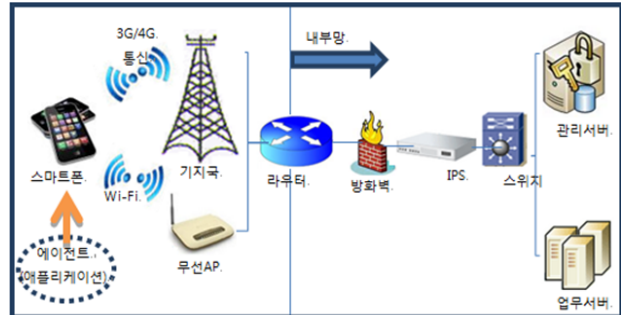 3G/4G.
통신
내부망.
관리서버.
스마트폰.
기지국.
Wi-Fi.
라우터.
방화벽.
IPS.
스위치
에이전트.
(애플리케이션)
무선AP.
업무서버.